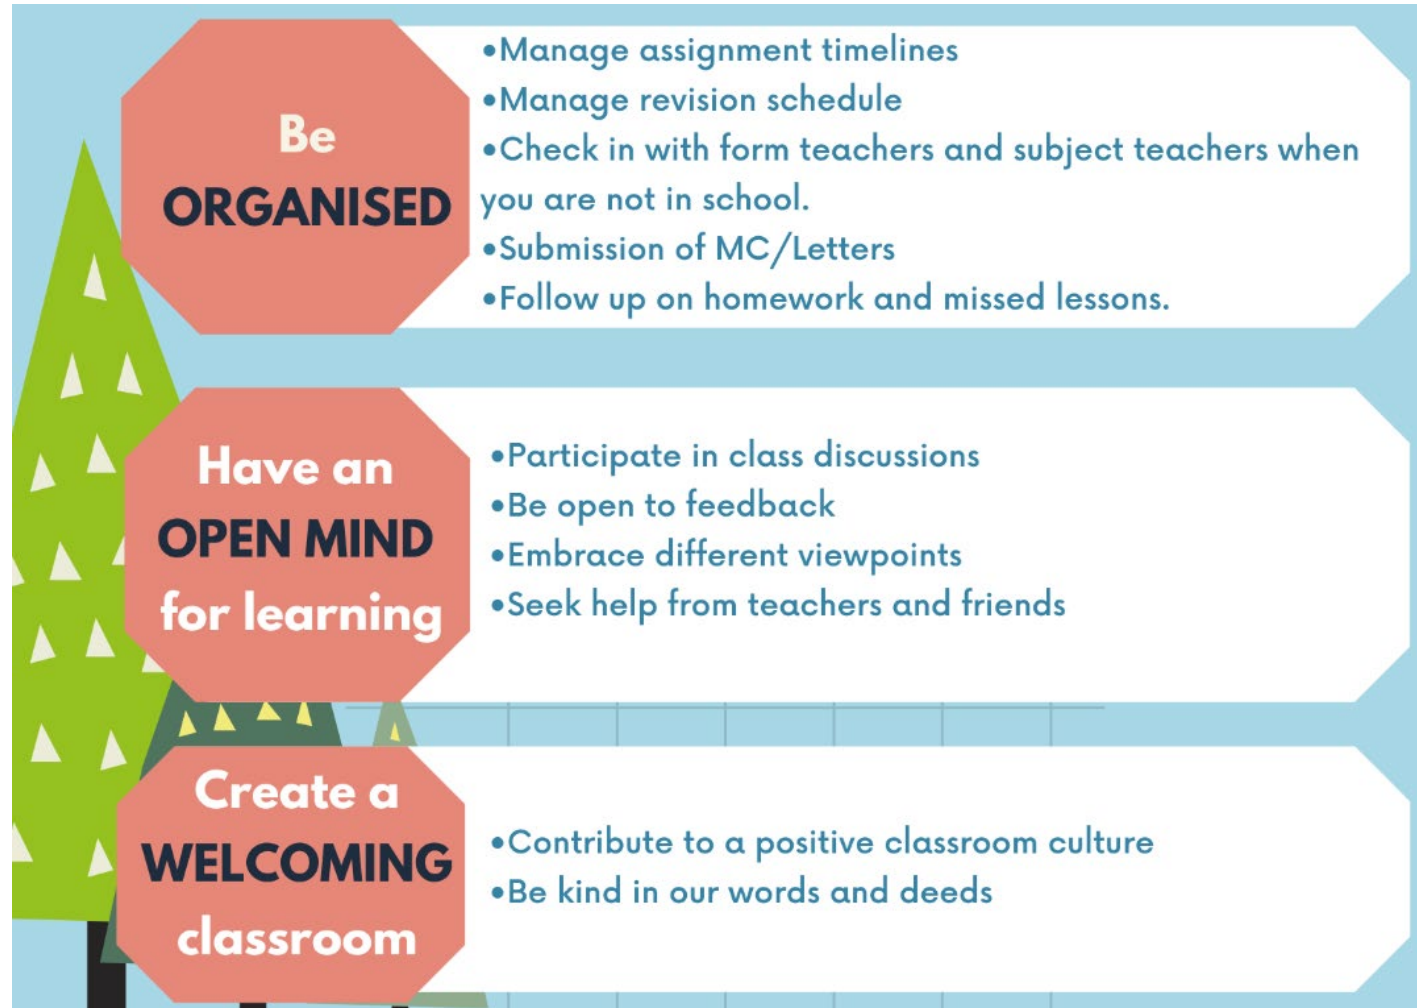 Be
ORGANISED
•Manage assignment timelines
•Manage revision schedule
•Check in with form teachers and subject teachers when
you are not in school.
•Submission of MC/Letters
•Follow up on homework and missed lessons.
Have an
OPEN MIND
for learning
•Participate in class discussions
•Be open to feedback
•Embrace different viewpoints
•Seek help from teachers and friends
Create a
WELCOMING
classroom
•Contribute to a positive classroom culture
•Be kind in our words and deeds